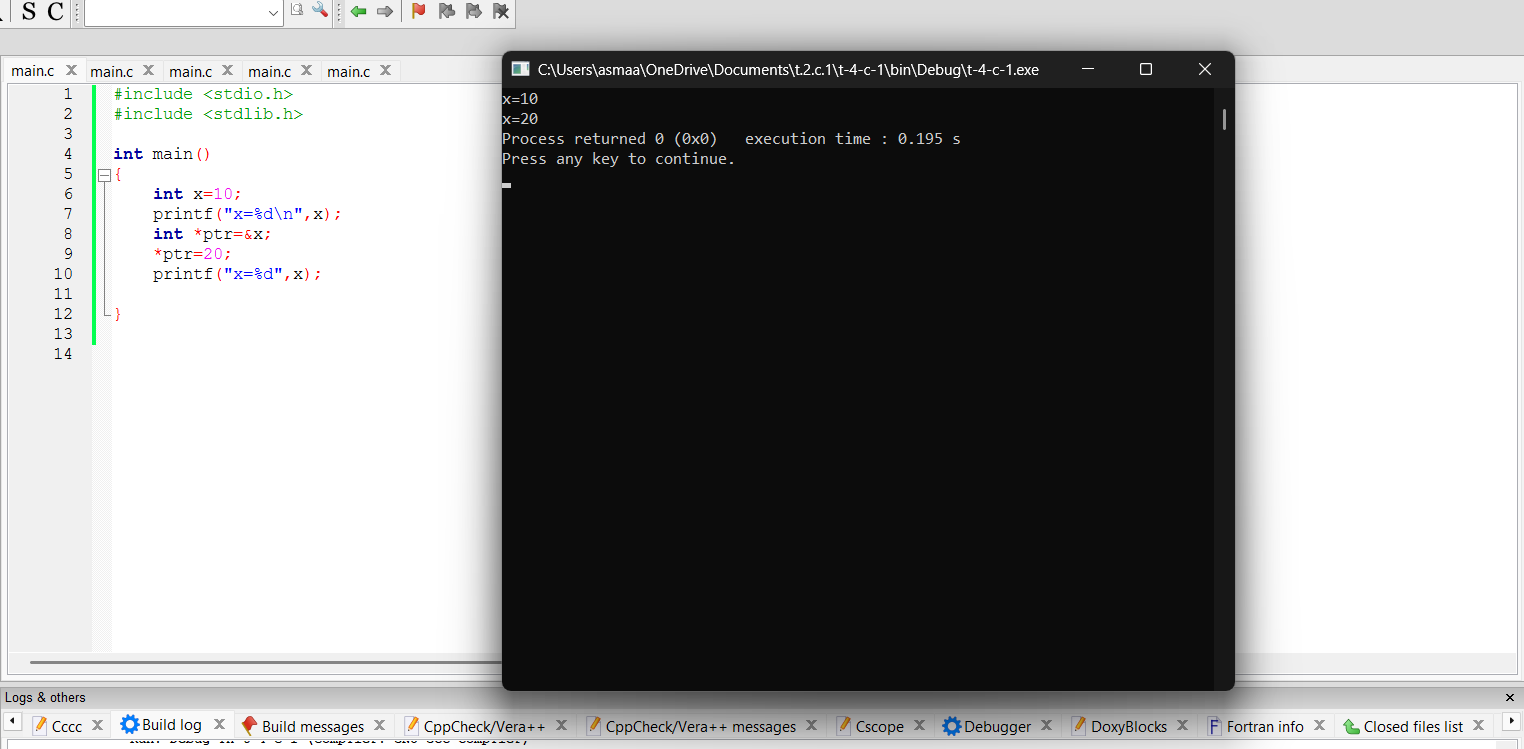 S C
main.c main.c main.c main.c main.c
1 #include <stdio.h>
2 #include <stdlib.h>
3
4 int main()
5 {
6 int x=10;
7 printf("x=%d\n",x);
8 int *ptr=&x;
9 *ptr=20;
10 printf("x=%d",x);
11
12 }
13
14
C:\Users\asmaa\OneDrive\Documents\t.2.c.1\t-4-c-1\bin\Debug\t-4-c-1.exe
x=10
x=20
Process returned 0 (0x0)   execution time : 0.195 s
Press any key to continue.
Logs & others
Cccc Build log Build messages CppCheck/Vera++ CppCheck/Vera++ messages Cscope Debugger DoxyBlocks Fortran info Closed files list